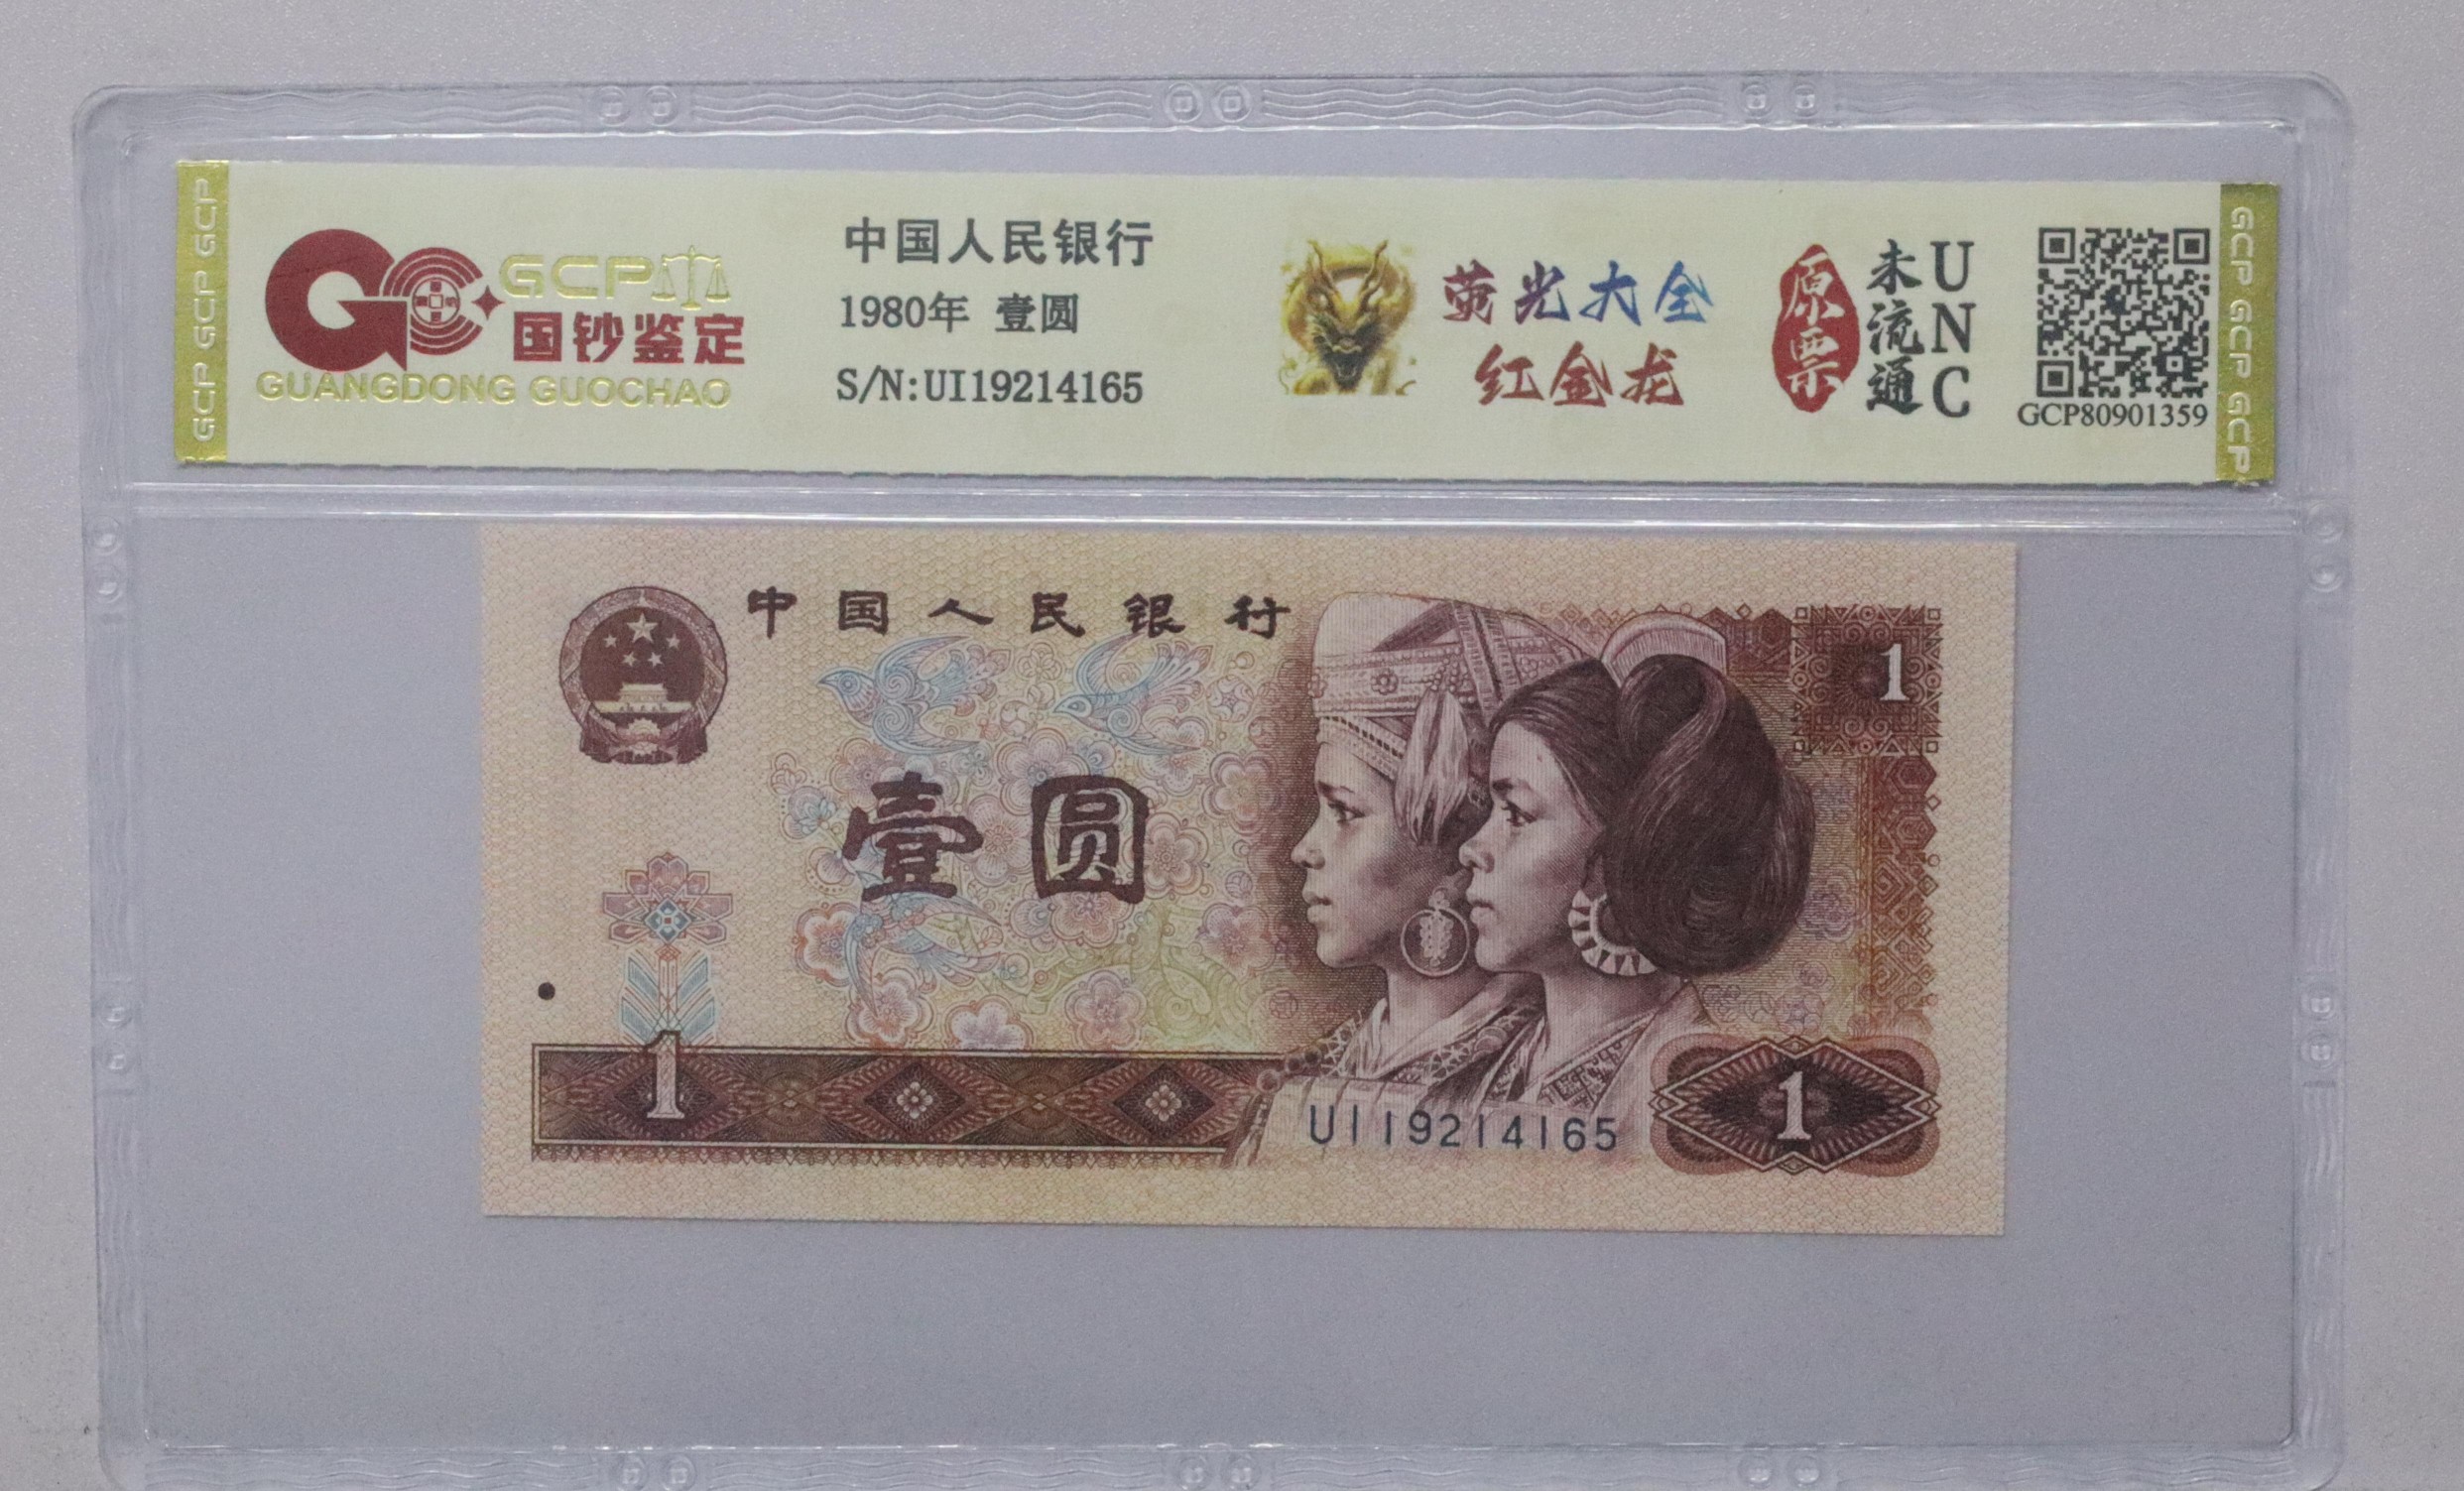 GCP GCP GCP
GCP
国钞鉴定
GUANGDONG GUOCHAO
中国人民银行
1980年 壹圆
S/N:UI19214165
荧光大全
红金龙
原票
未流通
UNC
GCP80901359
GCP GCP GCP GCP
中国人民银行
1
壹圆
1
UI19214165
1